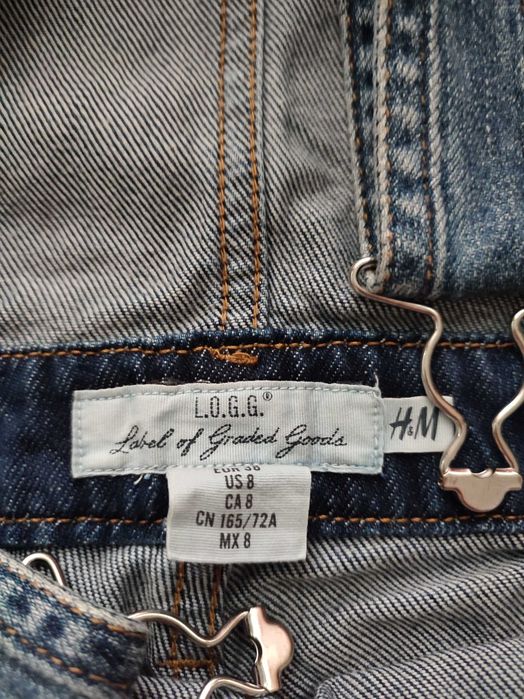 L.O.G.G.®
Label of Graded Goods
H&M
EUR 38
US 8
CA 8
CN 165/72A
MX 8